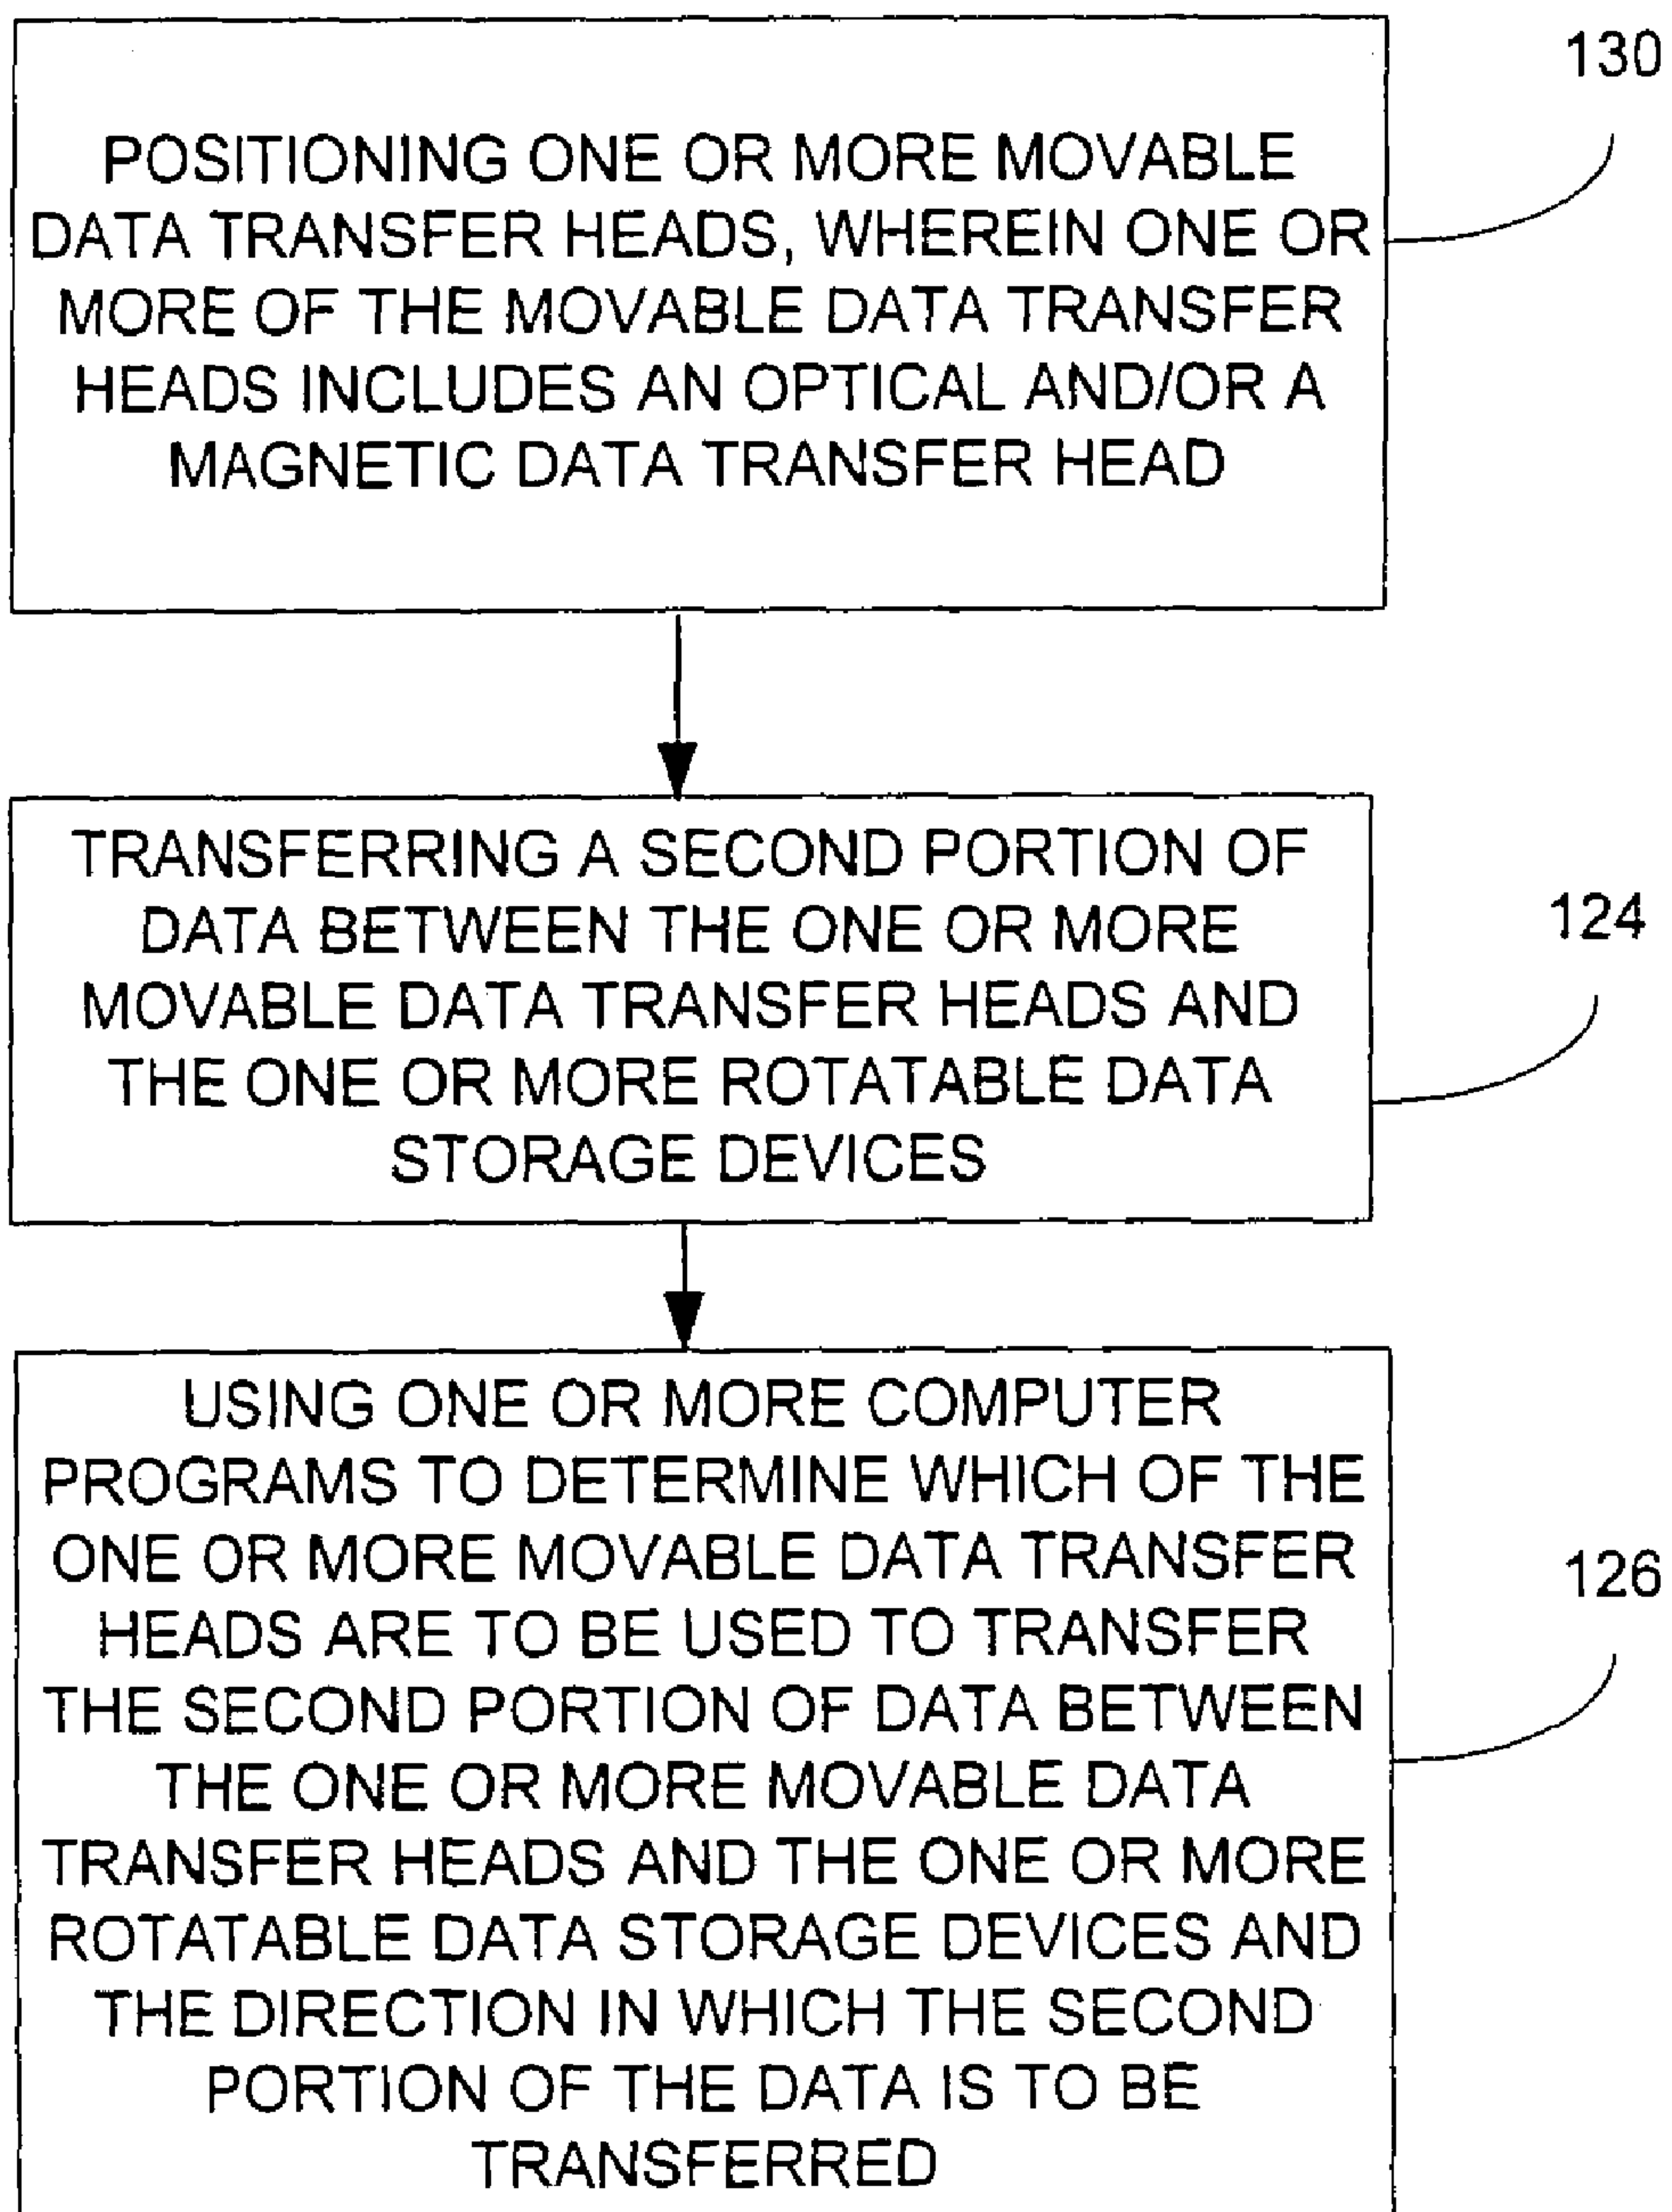 130
POSITIONING ONE OR MORE MOVABLE
DATA TRANSFER HEADS, WHEREIN ONE OR
MORE OF THE MOVABLE DATA TRANSFER
HEADS INCLUDES AN OPTICAL AND/OR A
MAGNETIC DATA TRANSFER HEAD
TRANSFERRING A SECOND PORTION OF
DATA BETWEEN THE ONE OR MORE
MOVABLE DATA TRANSFER HEADS AND
THE ONE OR MORE ROTATABLE DATA
STORAGE DEVICES
124
USING ONE OR MORE COMPUTER
PROGRAMS TO DETERMINE WHICH OF THE
ONE OR MORE MOVABLE DATA TRANSFER
HEADS ARE TO BE USED TO TRANSFER
THE SECOND PORTION OF DATA BETWEEN
THE ONE OR MORE MOVABLE DATA
TRANSFER HEADS AND THE ONE OR MORE
ROTATABLE DATA STORAGE DEVICES AND
THE DIRECTION IN WHICH THE SECOND
PORTION OF THE DATA IS TO BE
TRANSFERRED
126